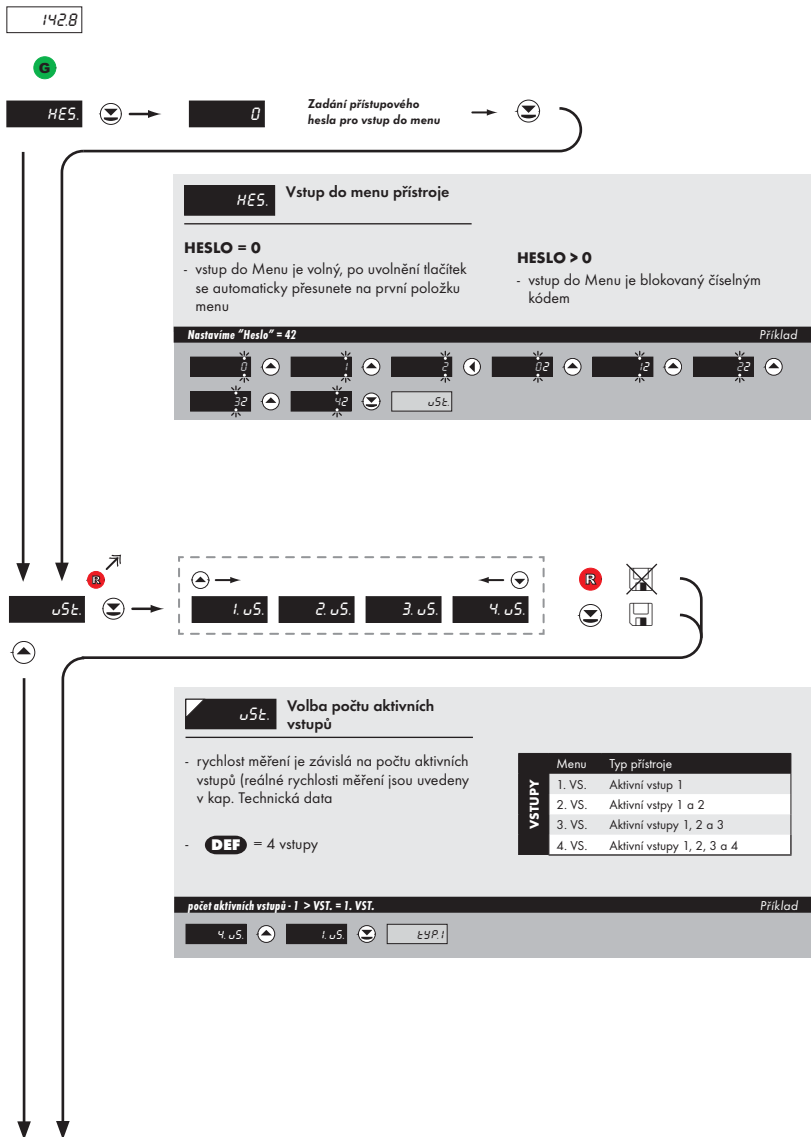 142.8
G
HES.
0
Zadání přístupového
hesla pro vstup do menu
HES.
Vstup do menu přístroje
HESLO = 0
- vstup do Menu je volný, po uvolnění tlačítek
se automaticky přesunete na první položku
menu
HESLO > 0
- vstup do Menu je blokovaný číselným
kódem
Nastavíme "Heslo" = 42 Příklad
0 1 2 02 12 22
32 42 vSt.
R
vSt.
1. vS. 2. vS. 3. vS. 4. vS.
R
vSt.
Volba počtu aktivních
vstupů
- rychlost měření je závislá na počtu aktivních
vstupů (reálné rychlosti měření jsou uvedeny
v kap. Technická data
- DEF = 4 vstupy
VSTUPY
Menu Typ přístroje
1. VS. Aktivní vstup 1
2. VS. Aktivní vstpy 1 a 2
3. VS. Aktivní vstupy 1, 2 a 3
4. VS. Aktivní vstupy 1, 2, 3 a 4
počet aktivních vstupů - 1 > VST. = 1. VST. Příklad
4. vS. 1. vS. tYP.1